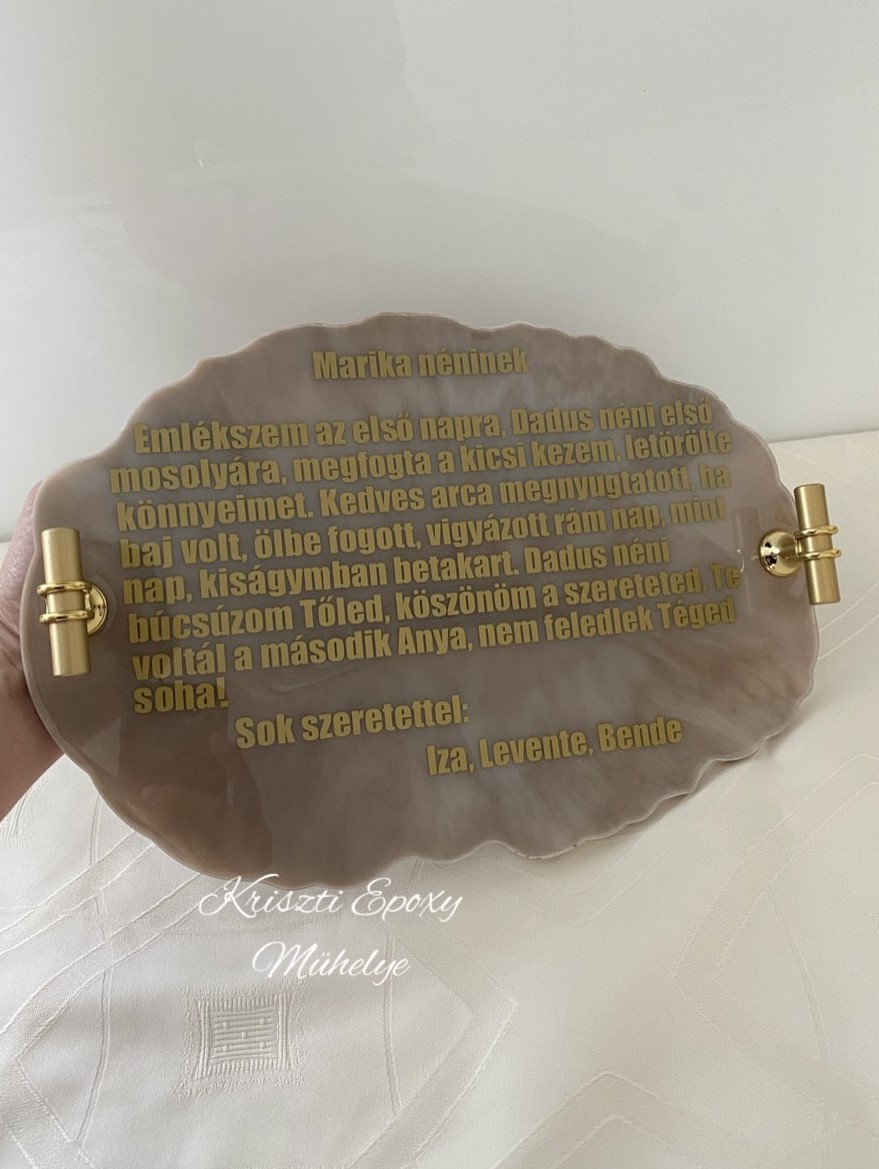 Marika néninek
Emlékszem az első napra, Dadus néni első
mosolyára, megfogta a kicsi kezem, letörölte
könnyeimet. Kedves arca megnyugtatott, ha
baj volt, ölbe fogott, vigyázott rám nap, mint
nap, kiságymban betakart. Dadus néni
búcsúzom Tőled, köszönöm a szereteted. Te
voltál a második Anya, nem feledlek Téged
soha!
Sok szeretettel:
Iza, Levente, Bende
Kriszti Epoxy
Műhelye